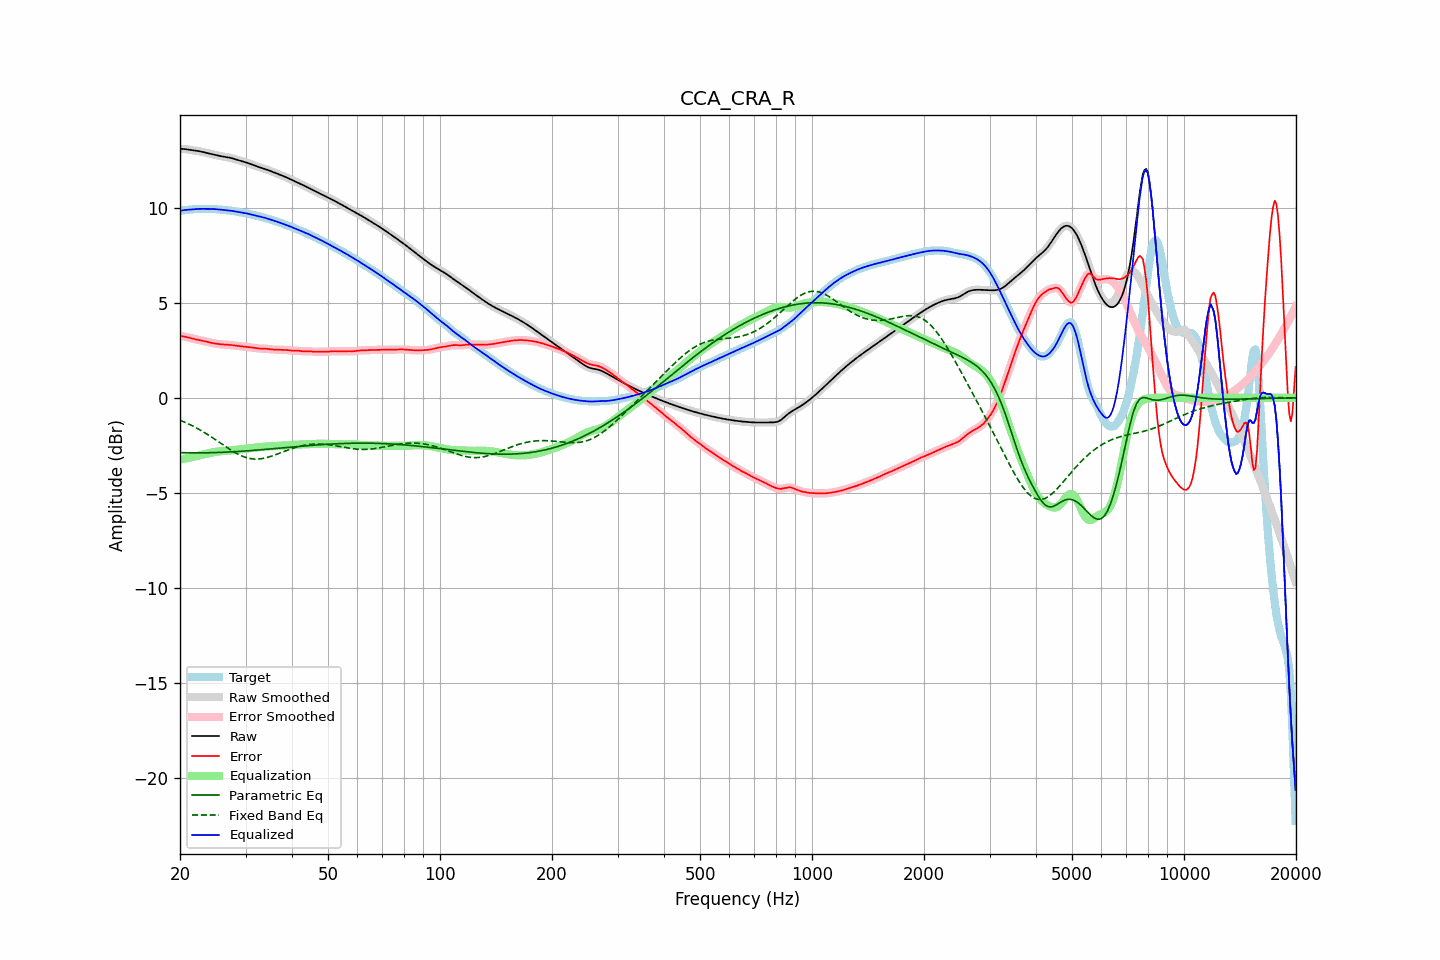 CCA_CRA_R
Amplitude (dBr)
10
5
0
−5
−10
−15
−20
Target
Raw Smoothed
Error Smoothed
Raw
Error
Equalization
Parametric Eq
Fixed Band Eq
Equalized
20 50 100 200 500 1000 2000 5000 10000 20000
Frequency (Hz)